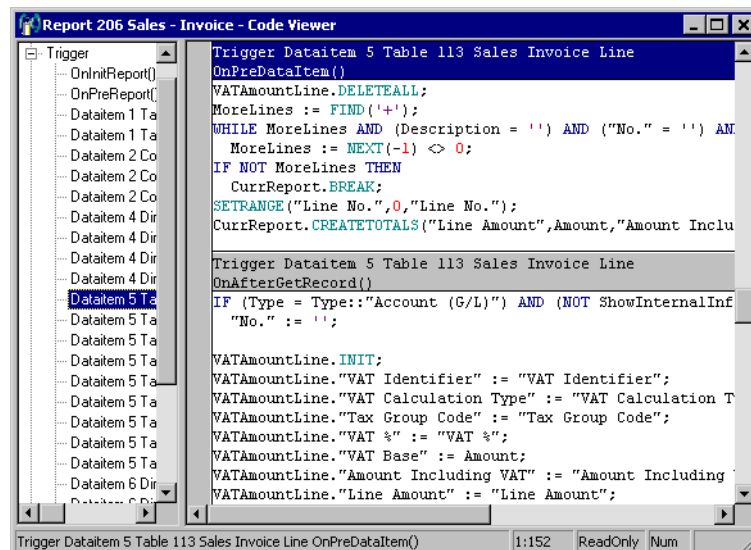 Report 206 Sales - Invoice - Code Viewer
Trigger
OnInitReport()
OnPreReport()
Dataitem 1 Ta
Dataitem 1 Ta
Dataitem 2 Co
Dataitem 2 Co
Dataitem 2 Co
Dataitem 4 Dir
Dataitem 4 Dir
Dataitem 4 Dir
Dataitem 5 Ta
Dataitem 5 Ta
Dataitem 5 Ta
Dataitem 5 Ta
Dataitem 5 Ta
Dataitem 5 Ta
Dataitem 5 Ta
Dataitem 5 Ta
Dataitem 5 Ta
Dataitem 6 Dir
Trigger Dataitem 5 Table 113 Sales Invoice Line
OnPreDataItem()
VATAmountLine.DELETEALL;
MoreLines := FIND('+');
WHILE MoreLines AND (Description = '') AND ("No." = '') AN
MoreLines := NEXT(-1) <> 0;
IF NOT MoreLines THEN
CurrReport.BREAK;
SETRANGE("Line No.",0,"Line No.");
CurrReport.CREATETOTALS("Line Amount",Amount,"Amount Inclu
Trigger Dataitem 5 Table 113 Sales Invoice Line
OnAfterGetRecord()
IF (Type = Type::"Account (G/L)") AND (NOT ShowInternalInf
"No." := '';
VATAmountLine.INIT;
VATAmountLine."VAT Identifier" := "VAT Identifier";
VATAmountLine."VAT Calculation Type" := "VAT Calculation T
VATAmountLine."Tax Group Code" := "Tax Group Code";
VATAmountLine."VAT %" := "VAT %";
VATAmountLine."VAT Base" := Amount;
VATAmountLine."Amount Including VAT" := "Amount Including
VATAmountLine."Line Amount" := "Line Amount";
Trigger Dataitem 5 Table 113 Sales Invoice Line OnPreDataItem()
1:152
ReadOnly
Num